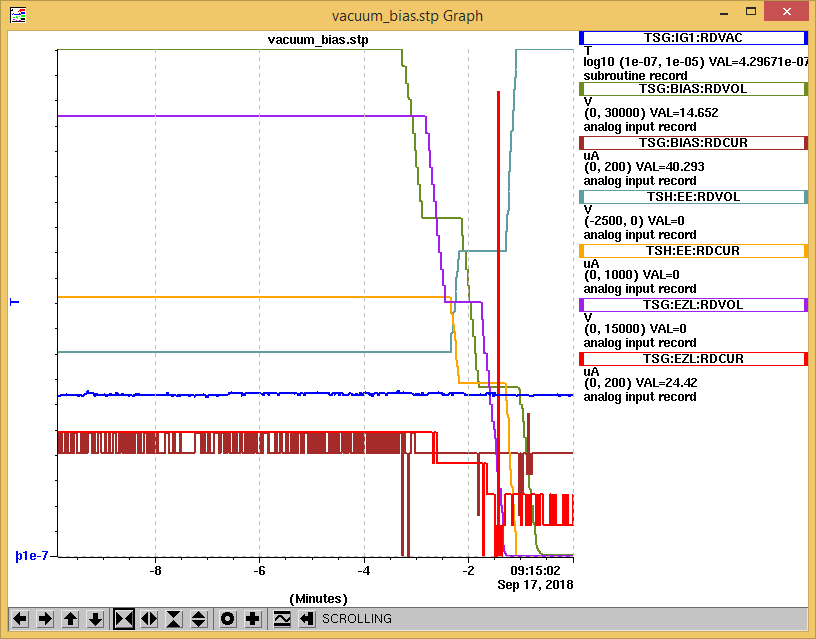 vacuum_bias.stp Graph
vacuum_bias.stp
T
þ1e-7
-8
-6
-4
-2
09:15:02
Sep 17, 2018
(Minutes)
TSG:IG1:RDVAC
T
log10 (1e-07, 1e-05) VAL=4.29671e-07
subroutine record
TSG:BIAS:RDVOL
V
(0, 30000) VAL=14.652
analog input record
TSG:BIAS:RDCUR
uA
(0, 200) VAL=40.293
analog input record
TSH:EE:RDVOL
V
(-2500, 0) VAL=0
analog input record
TSH:EE:RDCUR
uA
(0, 1000) VAL=0
analog input record
TSG:EZL:RDVOL
V
(0, 15000) VAL=0
analog input record
TSG:EZL:RDCUR
uA
(0, 200) VAL=24.42
analog input record
SCROLLING